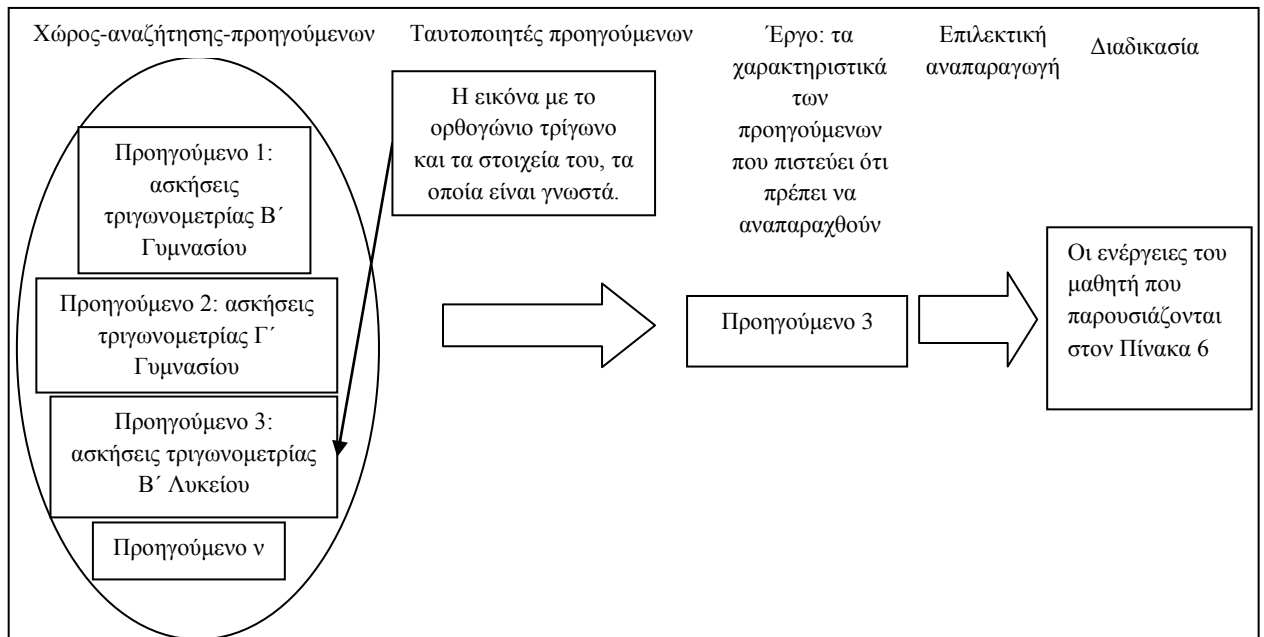 Χώρος-αναζήτησης-προηγούμενων
Ταυτοποιητές προηγούμενων
Έργο: τα
χαρακτηριστικά
των
προηγούμενων
που πιστεύει ότι
πρέπει να
αναπαραχθούν
Επιλεκτική
αναπαραγωγή
Διαδικασία
Προηγούμενο 1:
ασκήσεις
τριγωνομετρίας Β΄
Γυμνασίου
Προηγούμενο 2: ασκήσεις
τριγωνομετρίας Γ΄
Γυμνασίου
Προηγούμενο 3:
ασκήσεις τριγωνομετρίας
Β΄ Λυκείου
Προηγούμενο ν
Η εικόνα με το
ορθογώνιο τρίγωνο
και τα στοιχεία του, τα
οποία είναι γνωστά.
Προηγούμενο 3
Οι ενέργειες του
μαθητή που
παρουσιάζονται
στον Πίνακα 6